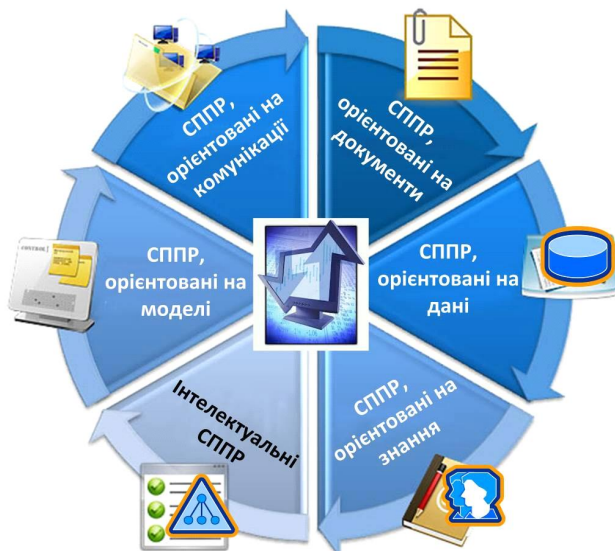 СППР,
орієнтовані на
комунікації
СППР,
орієнтовані на
документи
СППР,
орієнтовані на
дані
СППР,
орієнтовані на
знання
Інтелектуальні
СППР
СППР,
орієнтовані на
моделі